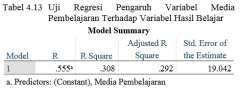 Tabel 4.13 Uji Regresi Pengaruh Variabel Media
Pembelajaran Terhadap Variabel Hasil Belajar
Model Summary
Model R R Square Adjusted R Square Std. Error of the Estimate
1 .555ᵃ .308 .292 19.042
a. Predictors: (Constant), Media Pembelajaran